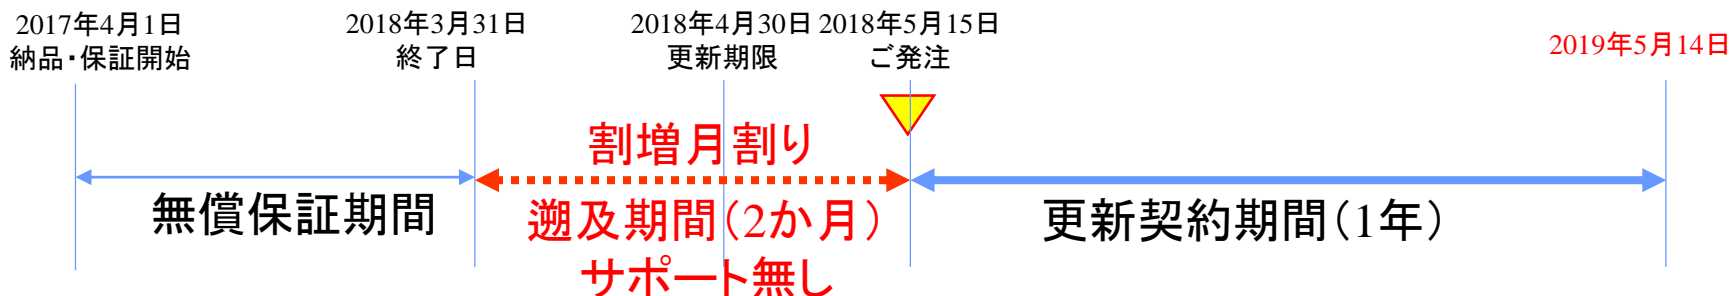 2017年4月1日
納品・保証開始
2018年3月31日
終了日
2018年4月30日
更新期限
2018年5月15日
ご発注
2019年5月14日
無償保証期間
割増月割り
遡及期間（2か月）
サポート無し
更新契約期間（1年）